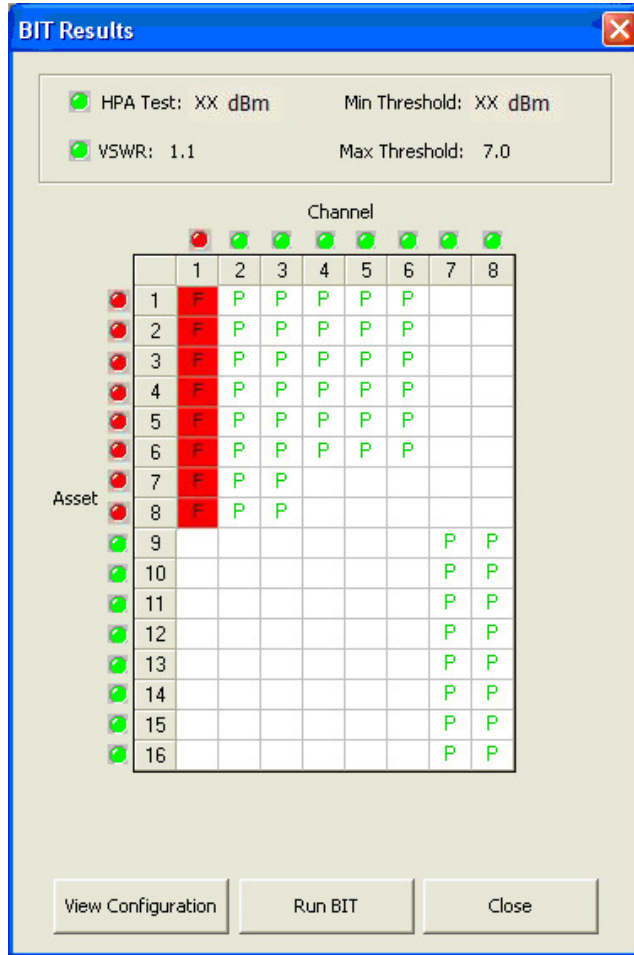 BIT Results
HPA Test: XX dBm Min Threshold: XX dBm
VSWR: 1.1 Max Threshold: 7.0
Channel
1 2 3 4 5 6 7 8
1 F P P P P P
2 F P P P P P
3 F P P P P P
4 F P P P P P
5 F P P P P P
6 F P P P P P
7 F P P
Asset
8 F P P
9 P P
10 P P
11 P P
12 P P
13 P P
14 P P
15 P P
16 P P
View Configuration Run BIT Close